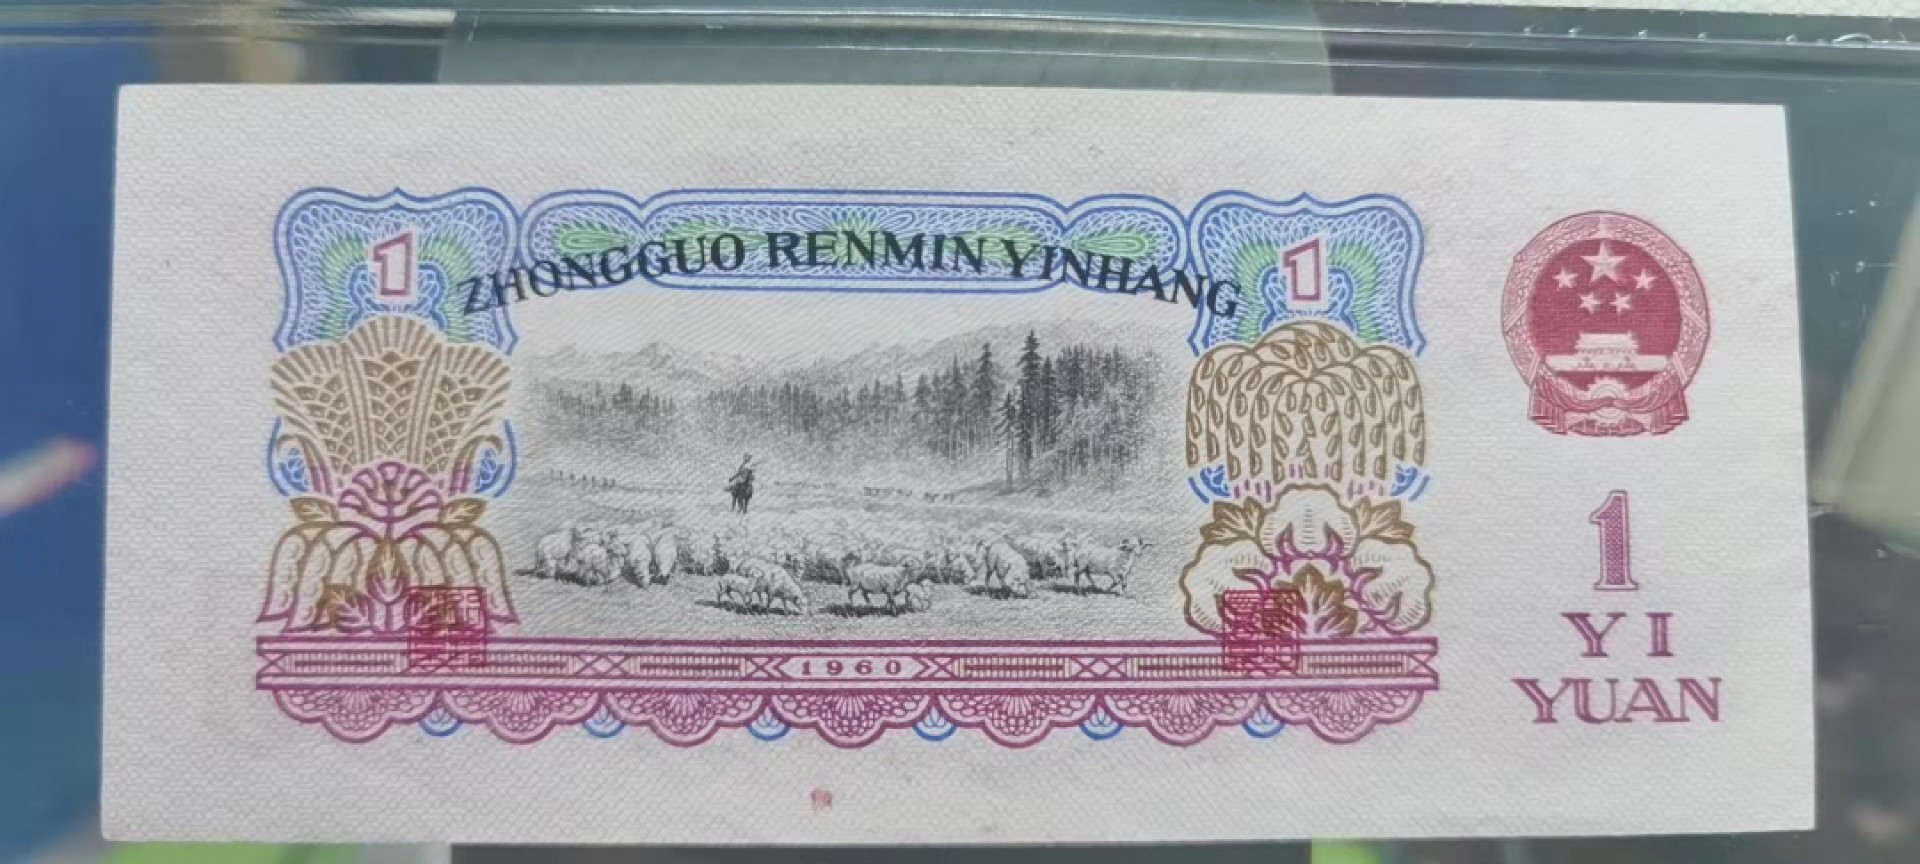 1
ZHONGGUO RENMIN YINHANG
1
1
YI
YUAN
1960